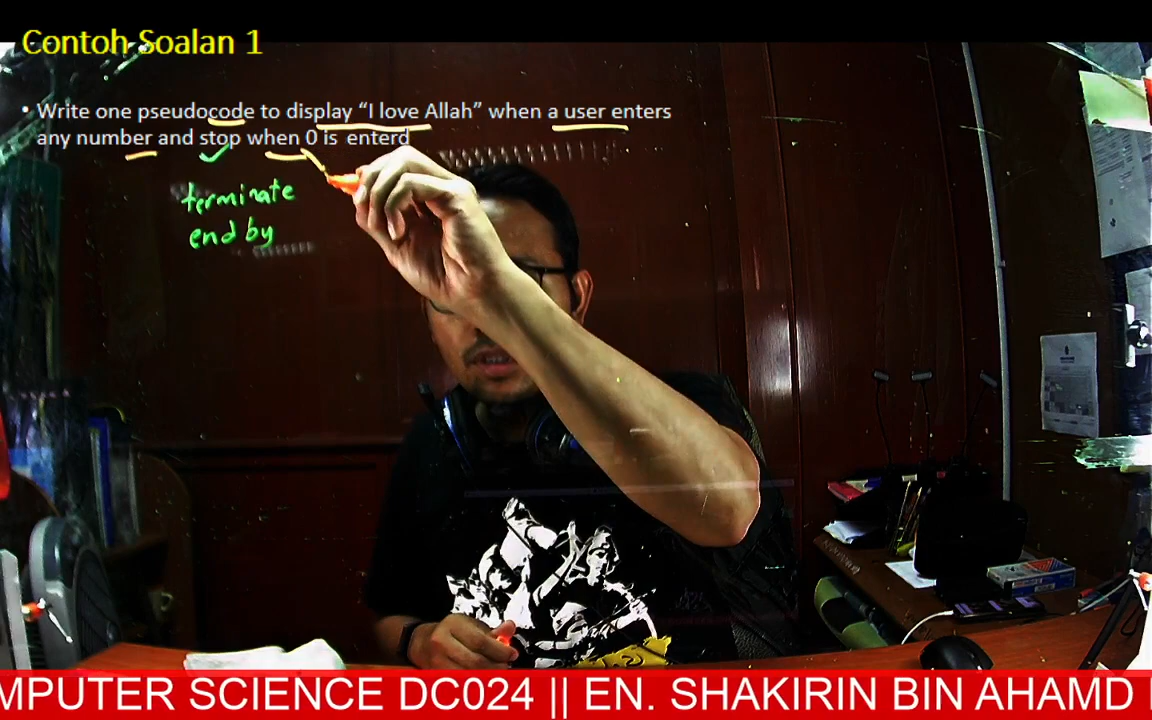 Contoh Soalan 1
• Write one pseudocode to display “I love Allah” when a user enters
any number and stop when 0 is enterd
terminate
end by
MPUTER SCIENCE DC024 || EN. SHAKIRIN BIN AHAMD